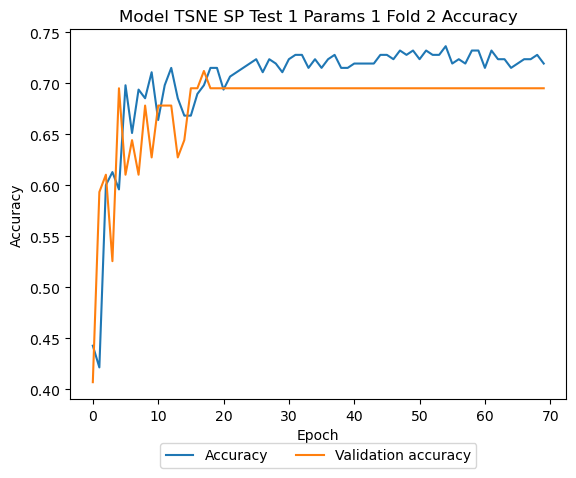 Model TSNE SP Test 1 Params 1 Fold 2 Accuracy
0.75
0.70
0.65
0.60
0.55
0.50
0.45
0.40
Accuracy
0 10 20 30 40 50 60 70
Epoch
Accuracy Validation accuracy